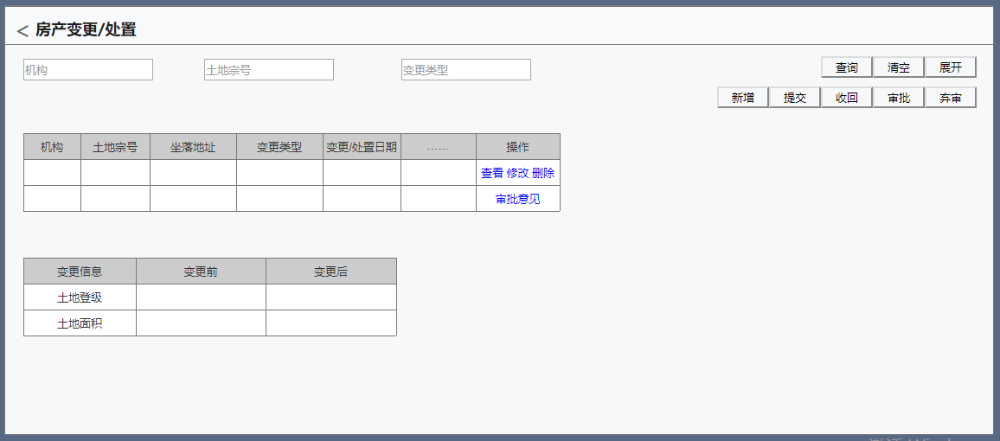 < 房产变更/处置
机构 土地宗号 变更类型 查询 清空 展开
新增 提交 收回 审批 弃审
机构 土地宗号 坐落地址 变更类型 变更/处置日期 …… 操作
查看 修改 删除
审批意见
变更信息 变更前 变更后
土地登级
土地面积